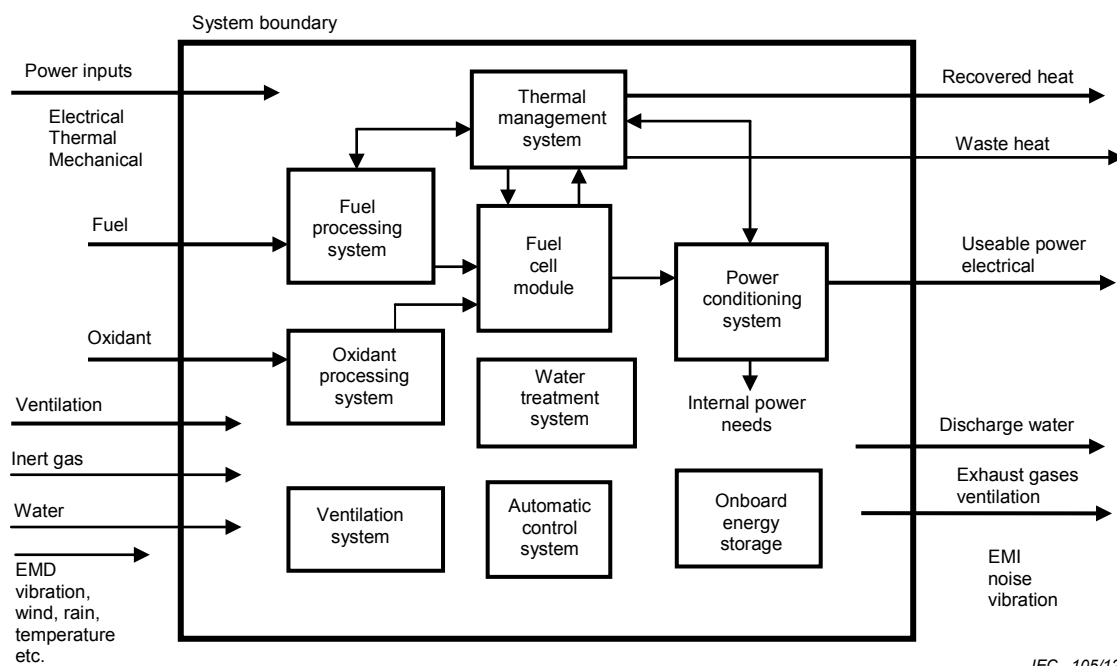 System boundary
Power inputs
Electrical
Thermal
Mechanical
Fuel
Oxidant
Ventilation
Inert gas
Water
EMD
vibration,
wind, rain,
temperature
etc.
Thermal
management
system
Fuel
processing
system
Fuel
cell
module
Power
conditioning
system
Oxidant
processing
system
Water
treatment
system
Internal power
needs
Ventilation
system
Automatic
control
system
Onboard
energy
storage
Recovered heat
Waste heat
Useable power
electrical
Discharge water
Exhaust gases
ventilation
EMI
noise
vibration